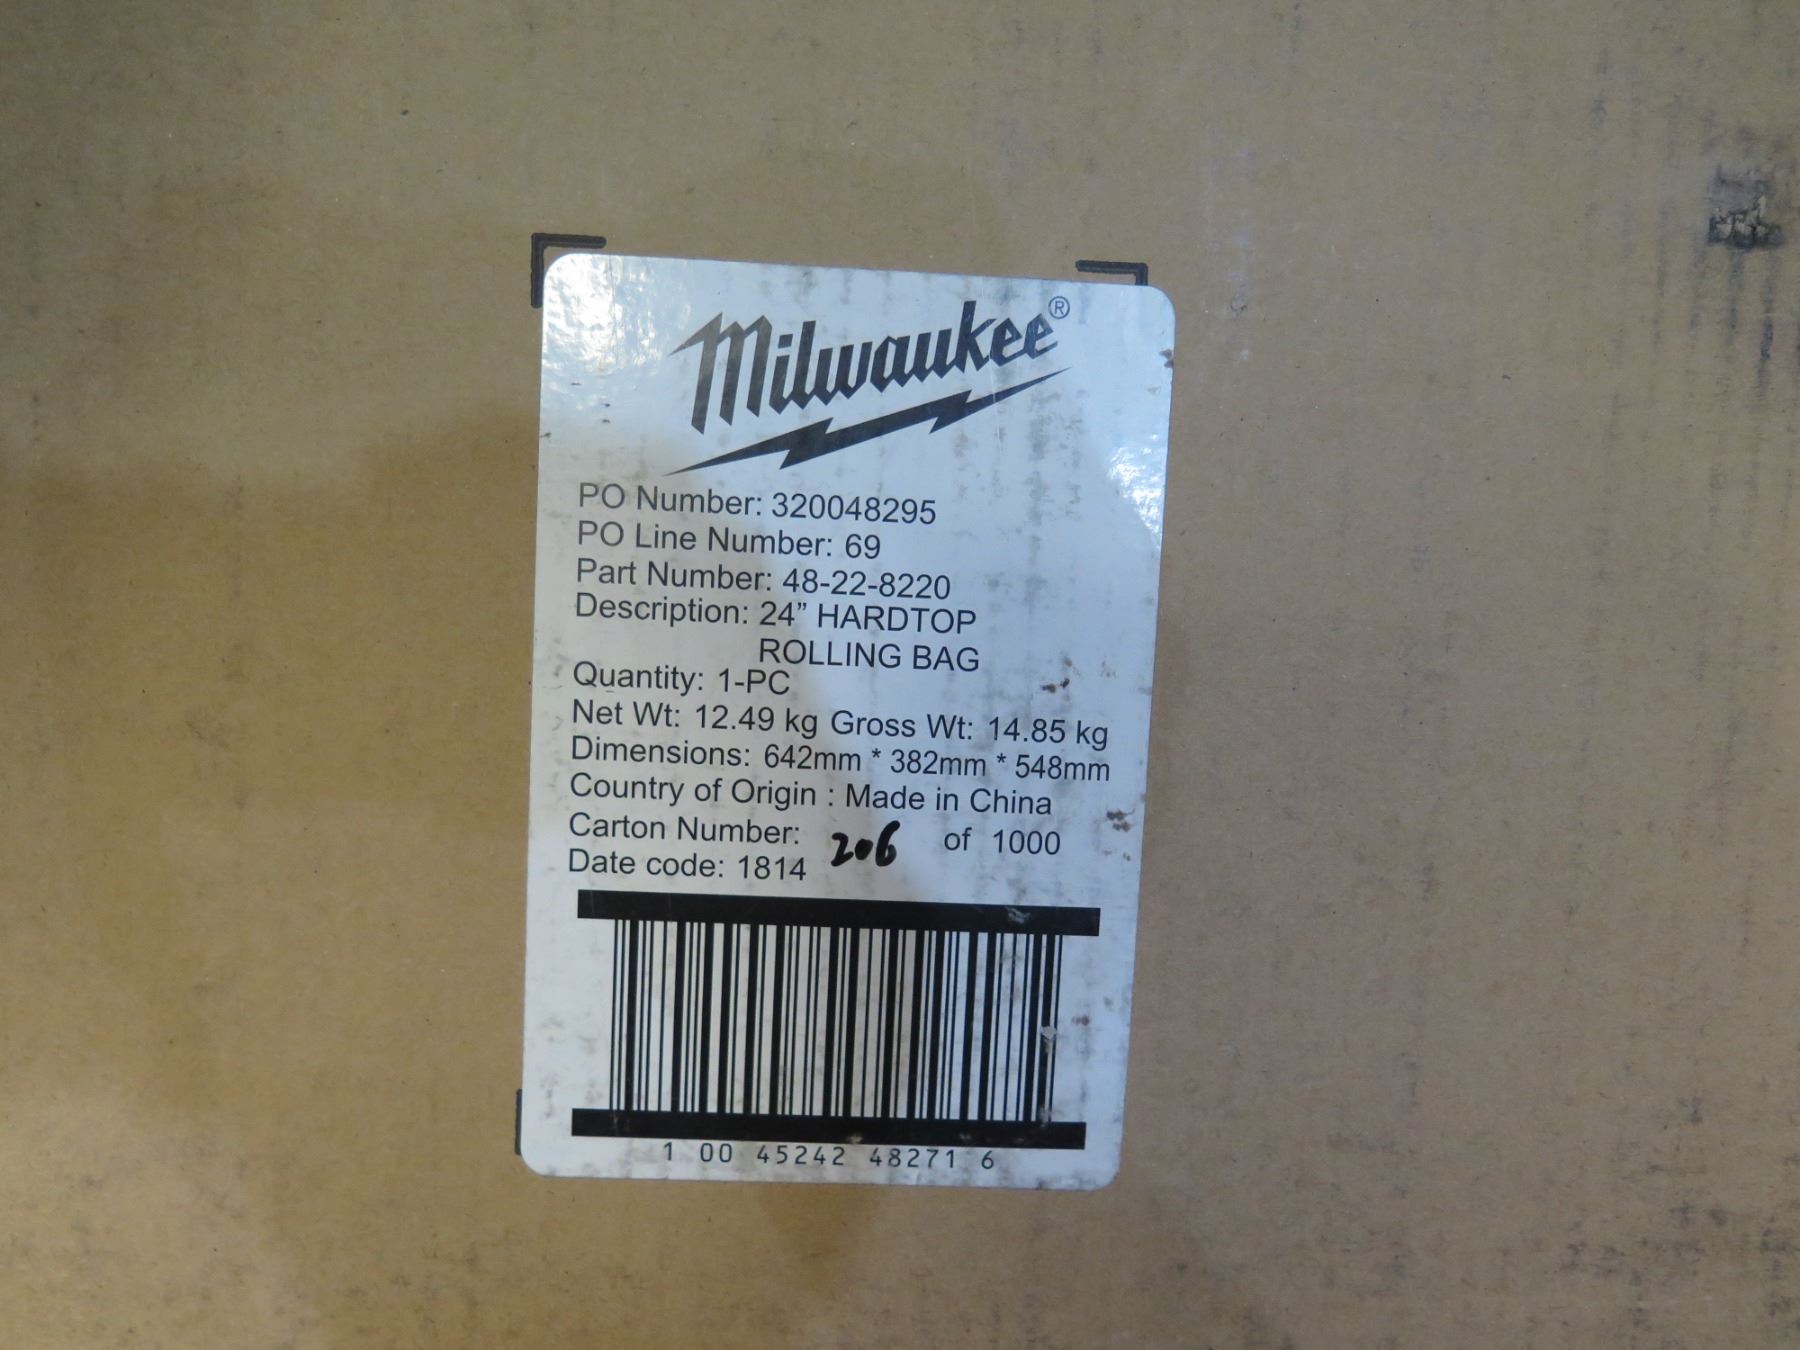 Milwaukee®
PO Number: 320048295
PO Line Number: 69
Part Number: 48-22-8220
Description: 24” HARDTOP
ROLLING BAG
Quantity: 1-PC
Net Wt: 12.49 kg Gross Wt: 14.85 kg
Dimensions: 642mm * 382mm * 548mm
Country of Origin : Made in China
Carton Number: 206 of 1000
Date code: 1814
1 00 45242 48271 6